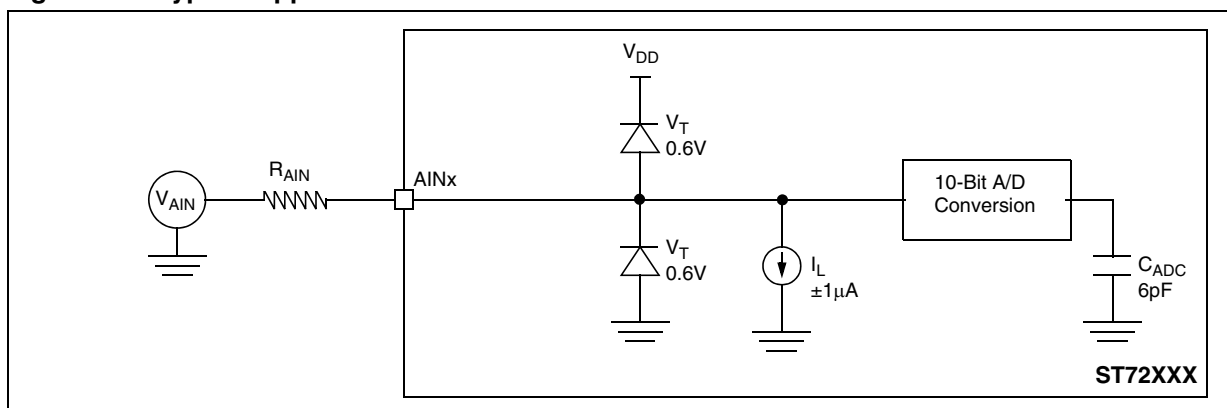 V_DD
V_T
0.6V
R_AIN
AINx
V_AIN
10-Bit A/D
Conversion
V_T
0.6V
I_L
±1μA
C_ADC
6pF
ST72XXX